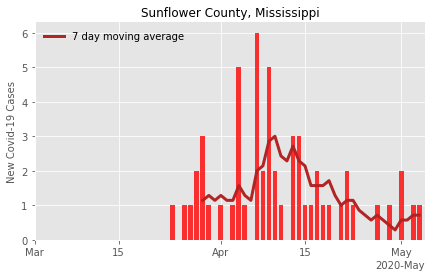 Sunflower County, Mississippi
7 day moving average
New Covid-19 Cases
6
5
4
3
2
1
0
Mar
15
Apr
15
May
2020-May